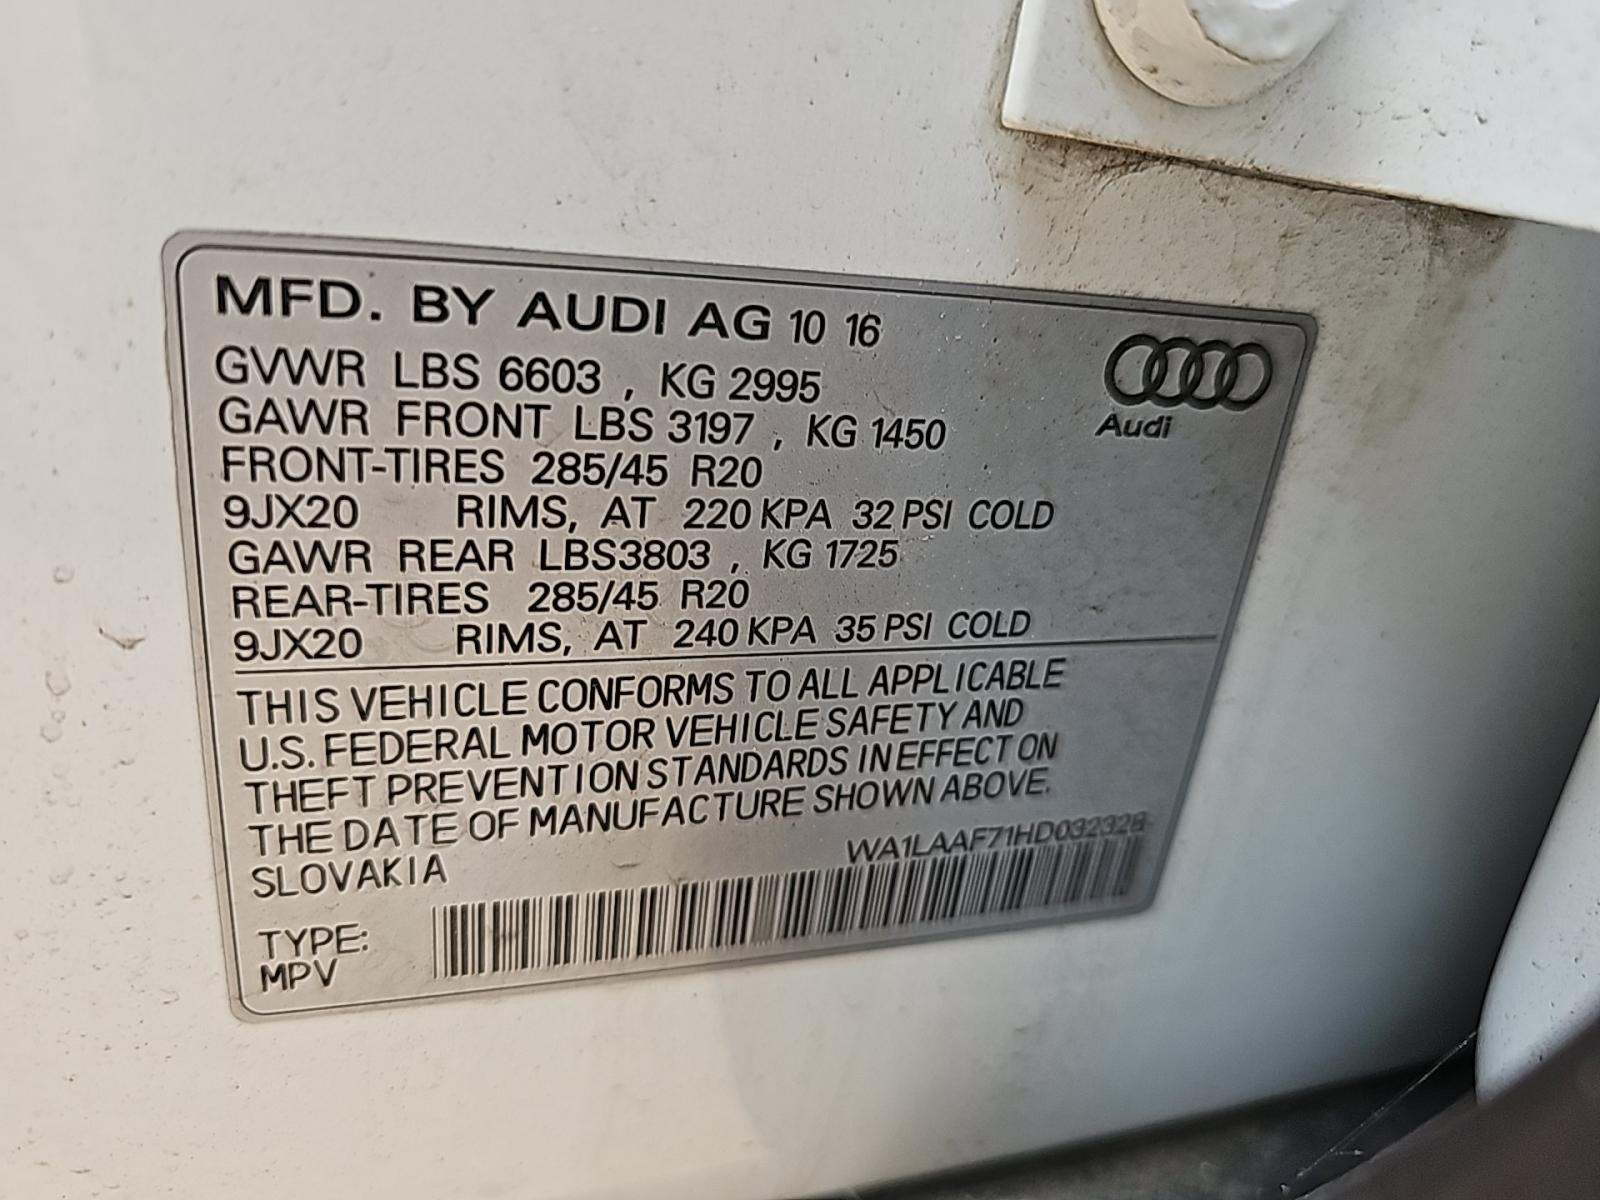 MFD. BY AUDI AG 10 16
GVWR LBS 6603 , KG 2995
GAWR FRONT LBS 3197 , KG 1450
FRONT-TIRES 285/45 R20
9JX20 RIMS, AT 220 KPA 32 PSI COLD
GAWR REAR LBS3803 , KG 1725
REAR-TIRES 285/45 R20
9JX20 RIMS, AT 240 KPA 35 PSI COLD
Audi
THIS VEHICLE CONFORMS TO ALL APPLICABLE
U.S. FEDERAL MOTOR VEHICLE SAFETY AND
THEFT PREVENTION STANDARDS IN EFFECT ON
THE DATE OF MANUFACTURE SHOWN ABOVE.
SLOVAKIA
WA1LAAF71HD032328
TYPE:
MPV